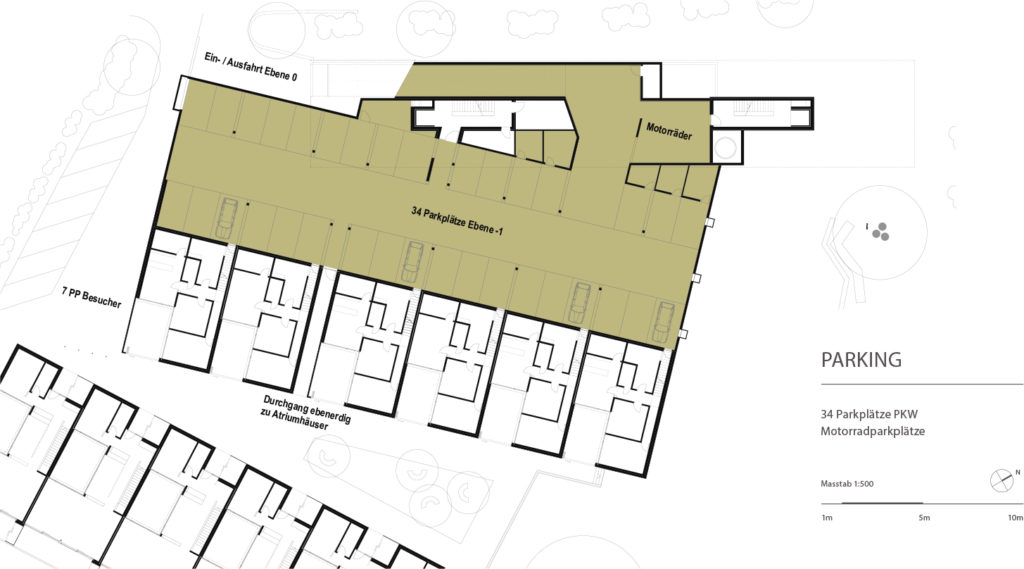 Ein- / Ausfahrt Ebene 0
Motorräder
34 Parkplätze Ebene -1
7 PP Besucher
Durchgang ebenerdig
zu Atriumhäuser
PARKING
34 Parkplätze PKW
Motorradparkplätze
Masstab 1:500
N
1m 5m 10m